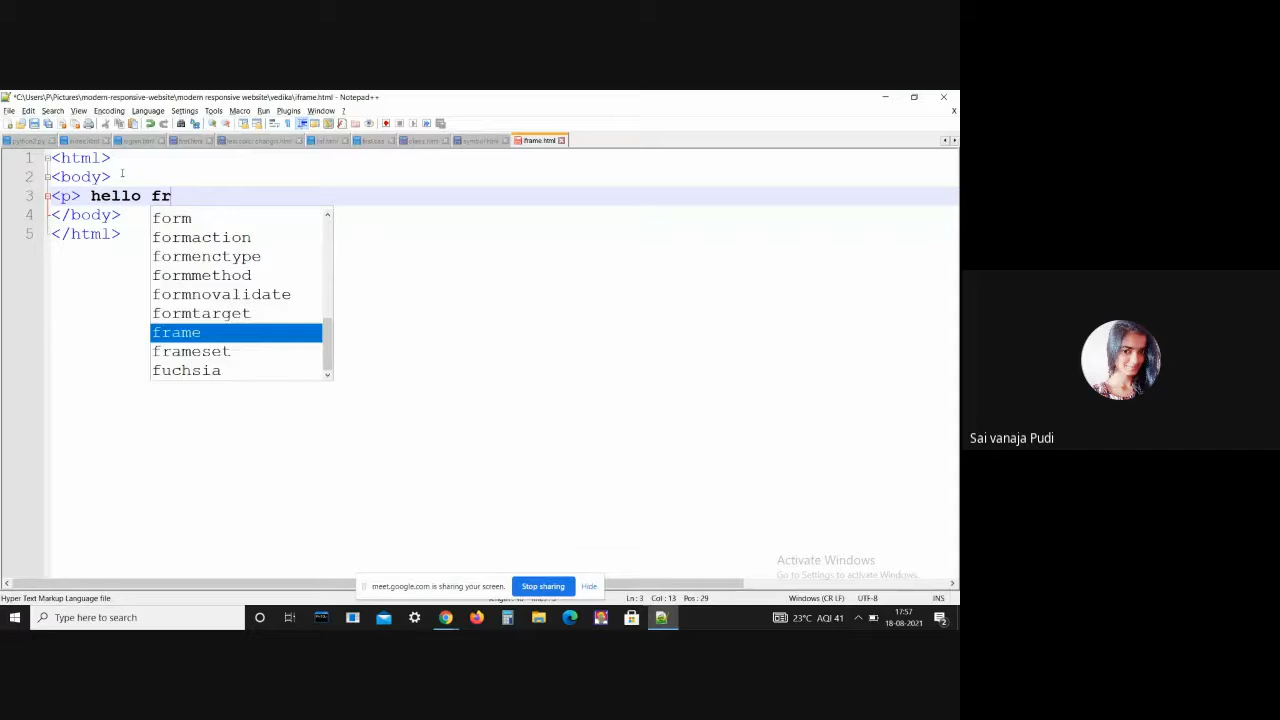 *C:\Users\P\Pictures\modern-responsive-website\modern responsive website\vedika\iframe.html - Notepad++
File Edit Search View Encoding Language Settings Tools Macro Run Plugins Window ?
X
iframe.html
1 <html>
2 <body>
3 <p> hello fr
4 </body>
5 </html>
form
formaction
formenctype
formmethod
formnovalidate
formtarget
frame
frameset
fuchsia
Sai vanaja Pudi
Activate Windows
Go to Settings to activate Windows.
meet.google.com is sharing your screen. Stop sharing Hide
Hyper Text Markup Language file
Ln : 3 Col : 13 Pos : 29 Windows (CR LF) UTF-8 INS
Type here to search
23°C AQI 41
17:57
18-08-2021
2